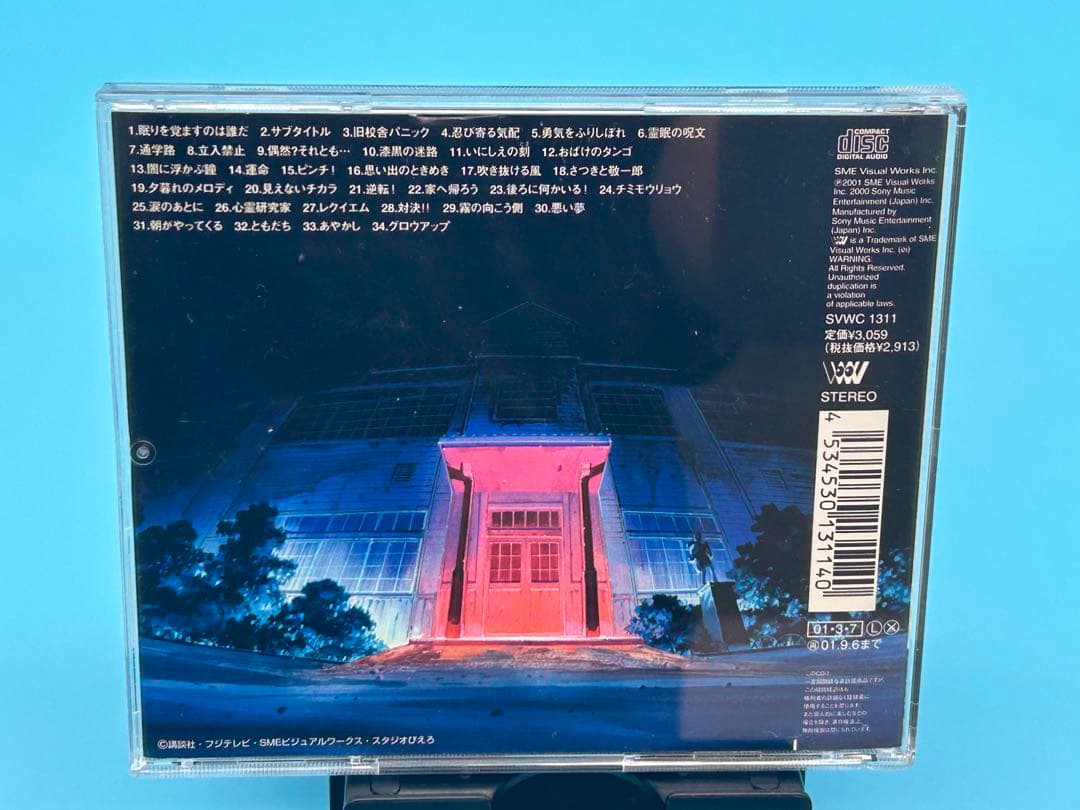 1.眠りを覚ますのは誰だ 2.サブタイトル 3.旧校舎パニック 4.忍び寄る気配 5.勇気をふりしぼれ 6.霊眠の呪文
7.通学路 8.立入禁止 9.偶然?それとも… 10.漆黒の迷路 11.いにしえの刻 12.おばけのタンゴ
13.闇に浮かぶ瞳 14.運命 15.ピンチ! 16.思い出のときめき 17.吹き抜ける風 18.さつきと敬一郎
19.夕暮れのメロディ 20.見えないチカラ 21.逆転! 22.家へ帰ろう 23.後ろに何かいる! 24.チミモウリョウ
25.涙のあとに 26.心霊研究家 27.レクイエム 28.対決!! 29.霧の向こう側 30.悪い夢
31.朝がやってくる 32.ともだち 33.あやかし 34.グロウアップ
COMPACT
disc
DIGITAL AUDIO
SME Visual Works Inc.
Ⓟ2001 SME Visual Works
Inc. 2000 Sony Music
Entertainment (Japan) Inc.
Manufactured by
Sony Music Entertainment
(Japan) Inc.
is a Trademark of SME
Visual Works Inc.
WARNING:
All Rights Reserved.
Unauthorized
duplication is
a violation
of applicable laws.
SVWC 1311
定価¥3,059
(税抜価格¥2,913)
STEREO
4 534530 131140
01・3・7 Ⓛ Ⓧ
01.9.6まで
このCDは
©講談社・フジテレビ・SMEビジュアルワークス・スタジオぴえろ